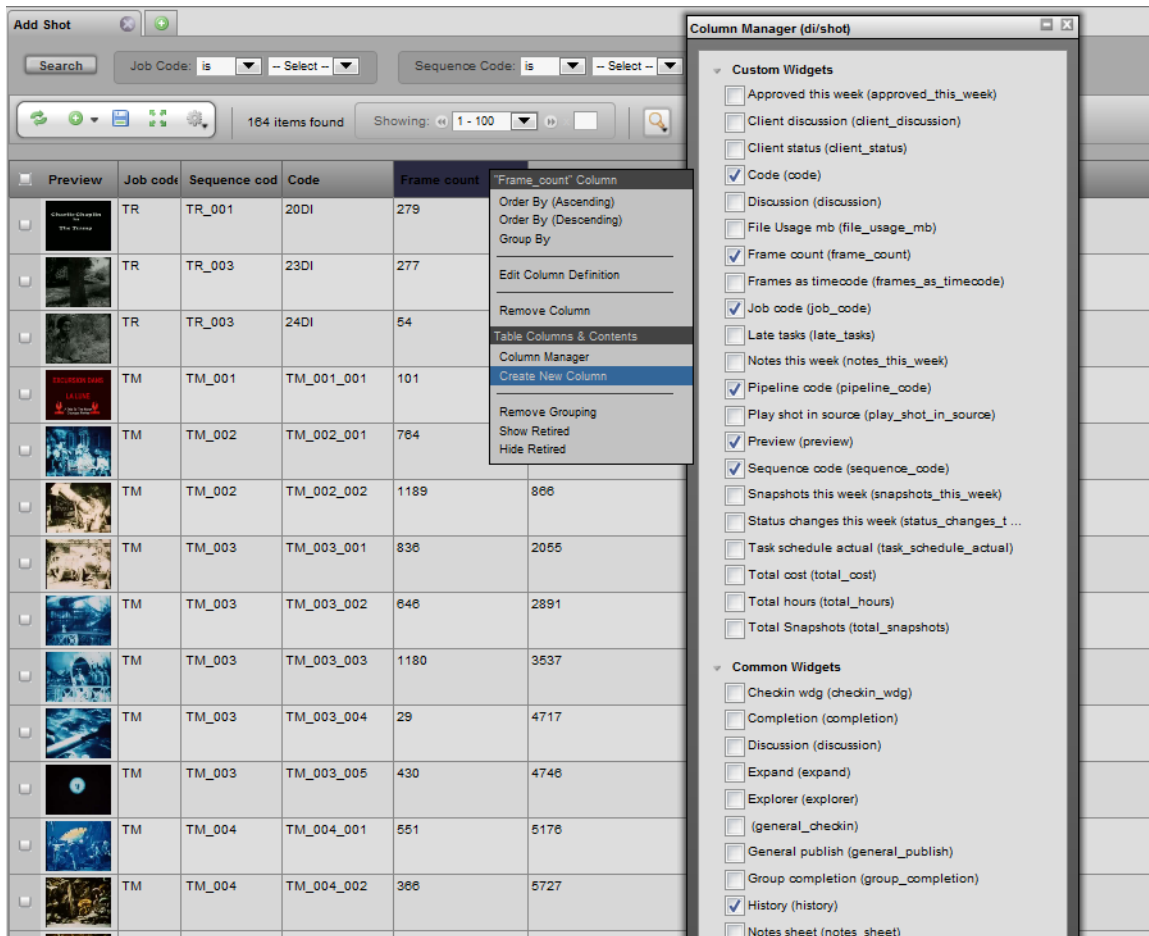 Add Shot
Column Manager (di/shot)
Search Job Code: is -- Select -- Sequence Code: is -- Select --
164 items found Showing: 1 - 100
Preview Job code Sequence cod Code Frame count
TR TR_001 20DI 279
TR TR_003 23DI 277
TR TR_003 24DI 54
TM TM_001 TM_001_001 101
TM TM_002 TM_002_001 764
TM TM_002 TM_002_002 1189 866
TM TM_003 TM_003_001 836 2055
TM TM_003 TM_003_002 646 2891
TM TM_003 TM_003_003 1180 3537
TM TM_003 TM_003_004 29 4717
TM TM_003 TM_003_005 430 4746
TM TM_004 TM_004_001 551 5176
TM TM_004 TM_004_002 366 5727
"Frame_count" Column
Order By (Ascending)
Order By (Descending)
Group By
Edit Column Definition
Remove Column
Table Columns & Contents
Column Manager
Create New Column
Remove Grouping
Show Retired
Hide Retired
Custom Widgets
Approved this week (approved_this_week)
Client discussion (client_discussion)
Client status (client_status)
Code (code)
Discussion (discussion)
File Usage mb (file_usage_mb)
Frame count (frame_count)
Frames as timecode (frames_as_timecode)
Job code (job_code)
Late tasks (late_tasks)
Notes this week (notes_this_week)
Pipeline code (pipeline_code)
Play shot in source (play_shot_in_source)
Preview (preview)
Sequence code (sequence_code)
Snapshots this week (snapshots_this_week)
Status changes this week (status_changes_t ...
Task schedule actual (task_schedule_actual)
Total cost (total_cost)
Total hours (total_hours)
Total Snapshots (total_snapshots)
Common Widgets
Checkin wdg (checkin_wdg)
Completion (completion)
Discussion (discussion)
Expand (expand)
Explorer (explorer)
(general_checkin)
General publish (general_publish)
Group completion (group_completion)
History (history)
Notes sheet (notes_sheet)